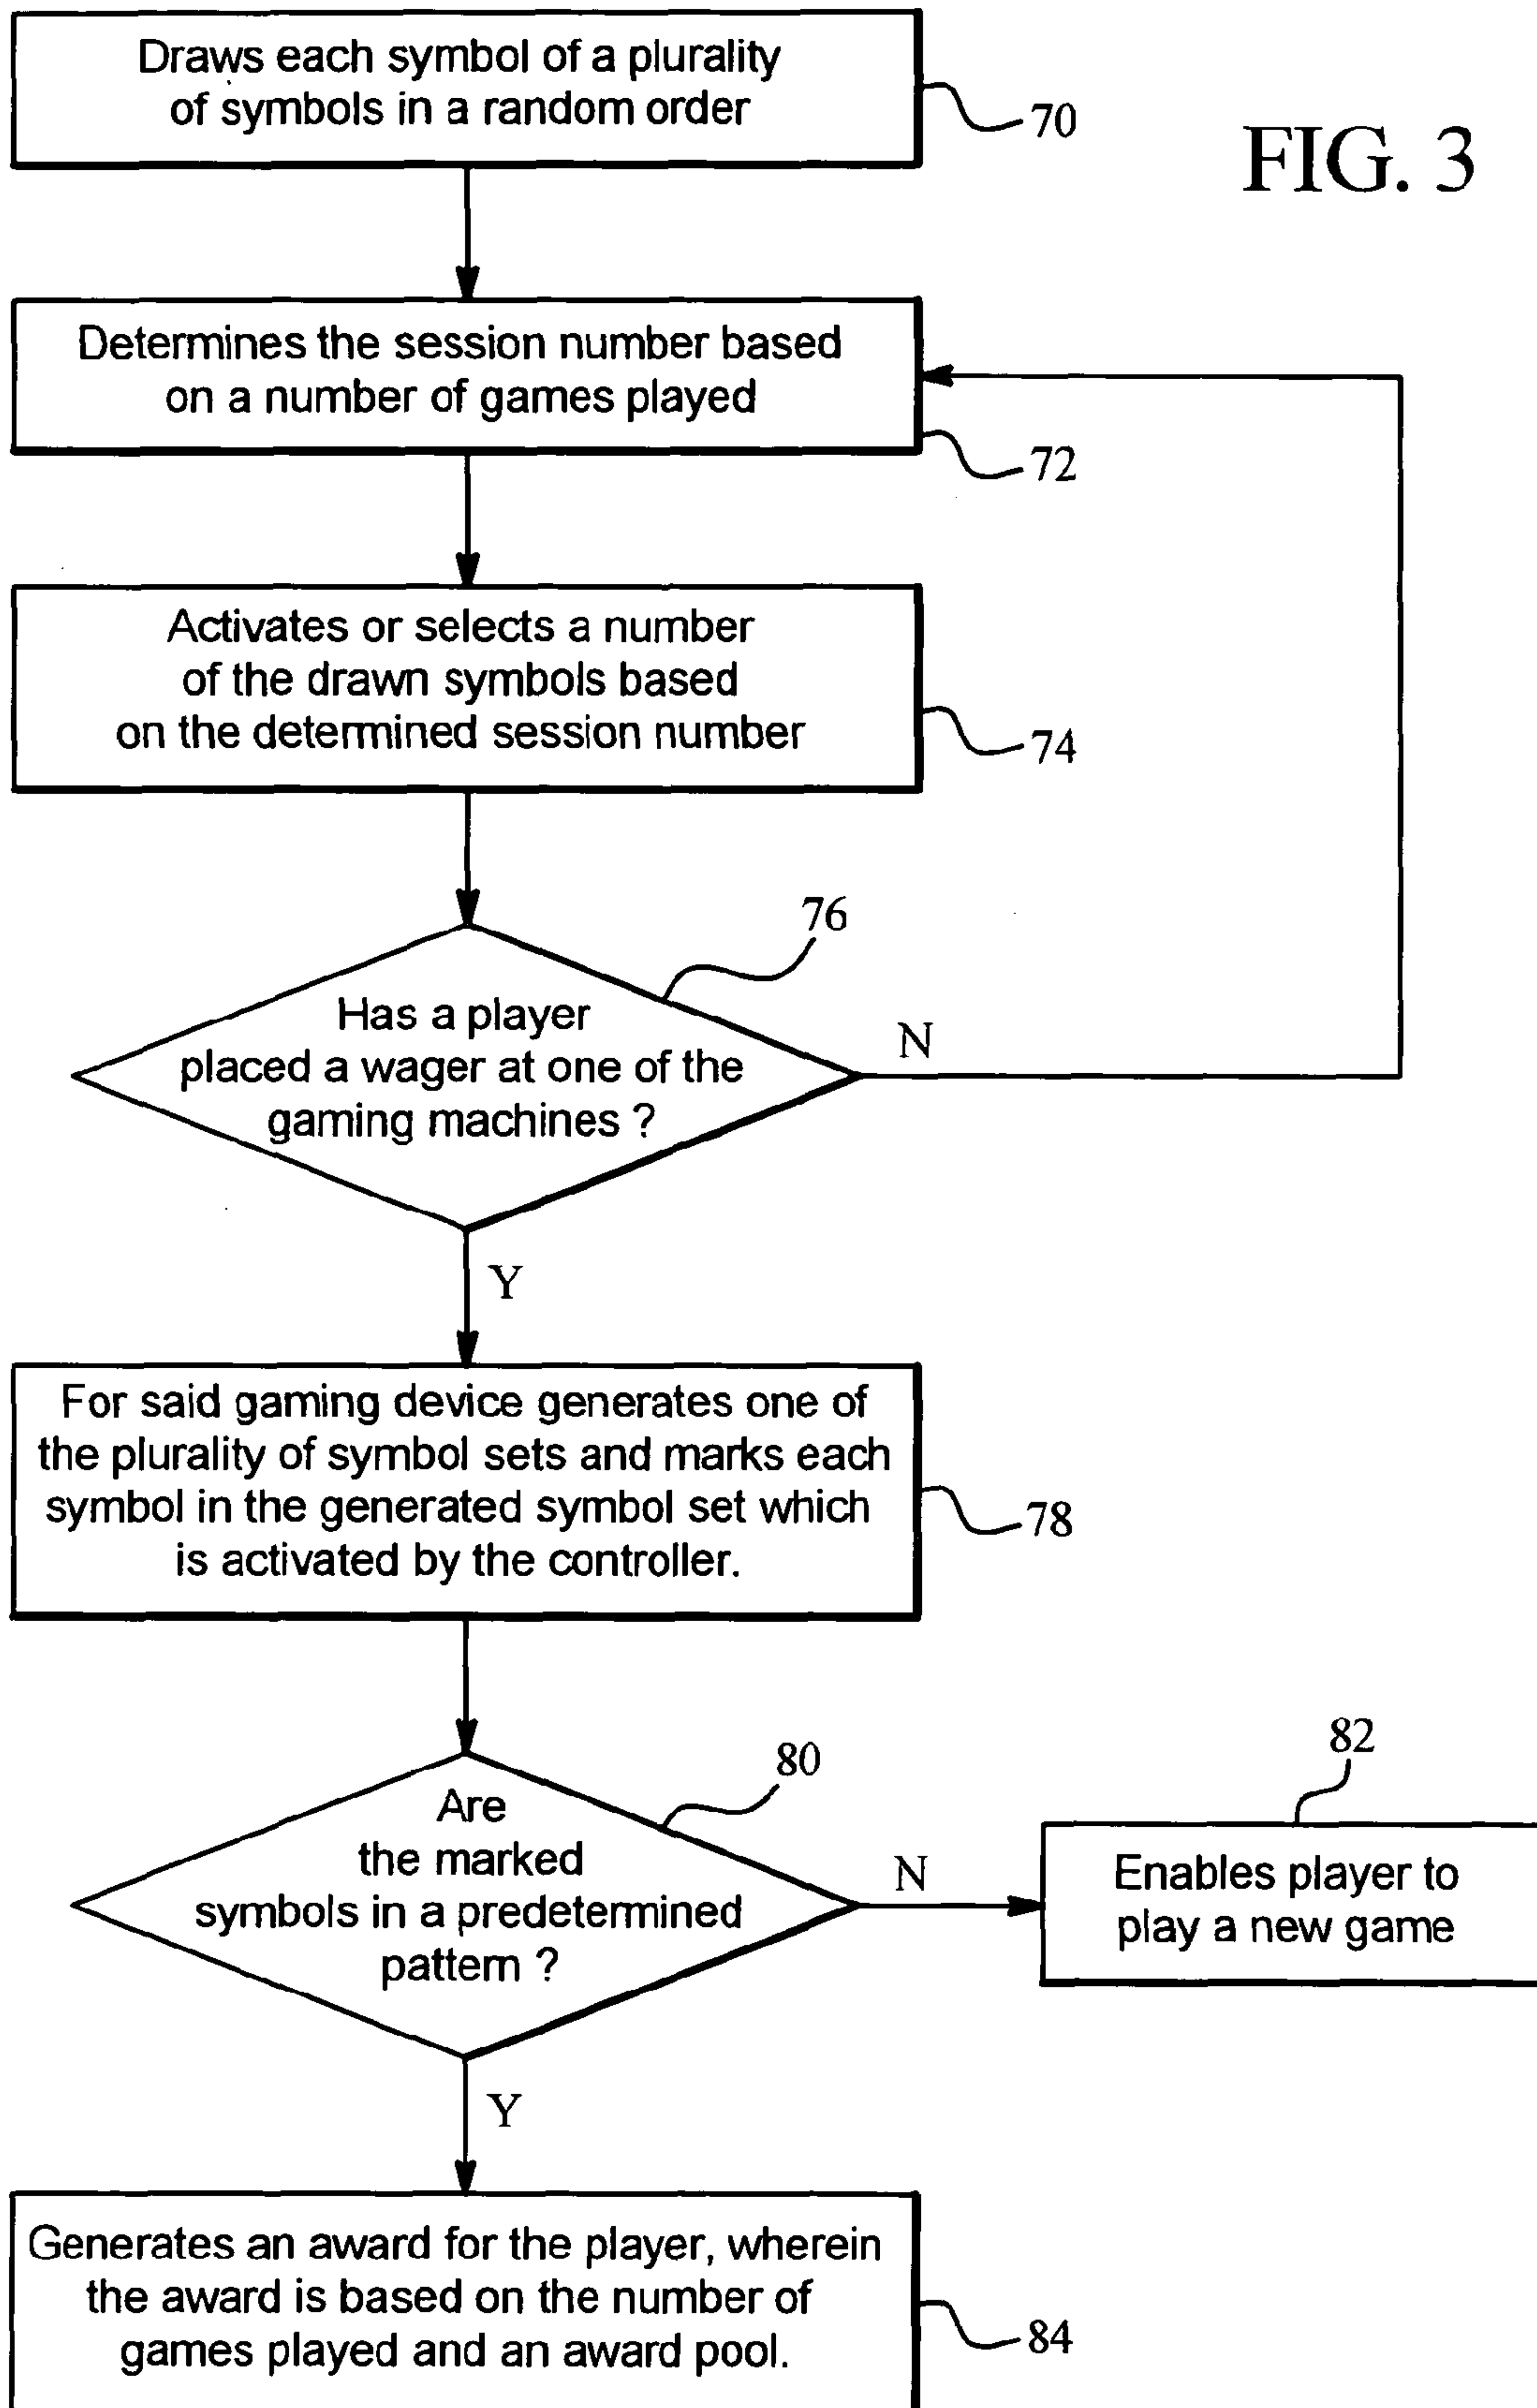 Draws each symbol of a plurality
of symbols in a random order
70
FIG. 3
Determines the session number based
on a number of games played
72
Activates or selects a number
of the drawn symbols based
on the determined session number
74
76
Has a player
placed a wager at one of the
gaming machines ?
N
Y
For said gaming device generates one of
the plurality of symbol sets and marks each
symbol in the generated symbol set which
is activated by the controller.
78
80
Are
the marked
symbols in a predetermined
pattern ?
N
82
Enables player to
play a new game
Y
Generates an award for the player, wherein
the award is based on the number of
games played and an award pool.
84